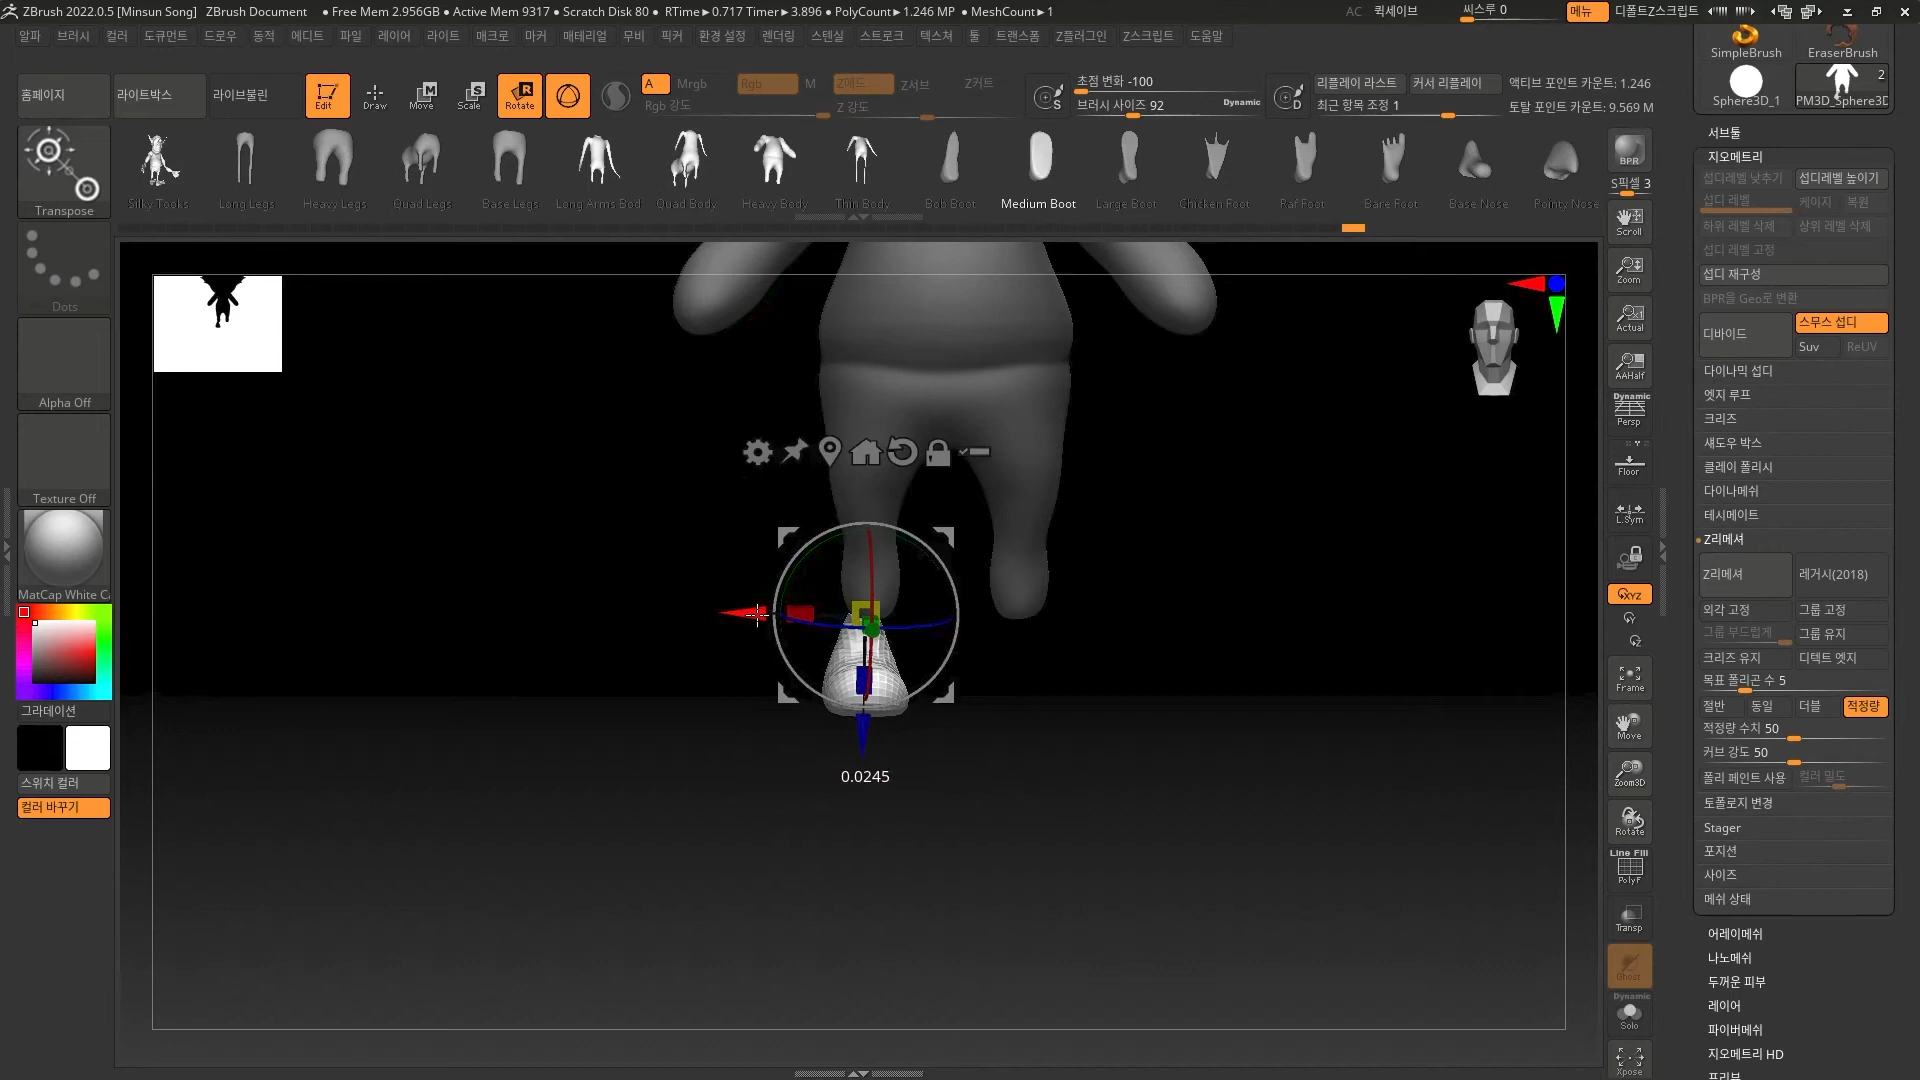 ZBrush 2022.0.5 [Minsun Song] ZBrush Document ● Free Mem 2.956GB ● Active Mem 9317 ● Scratch Disk 80 ● RTime►0.717 Timer►3.896 ● PolyCount►1.246 MP ● MeshCount►1
AC 퀵세이브 씨스루 0 메뉴 디폴트Z스크립트
알파 브러시 컬러 도큐먼트 드로우 동적 에디트 파일 레이어 라이트 매크로 마커 매테리얼 무비 픽커 환경 설정 렌더링 스텐실 스트로크 텍스쳐 툴 트랜스폼 Z플러그인 Z스크립트 도움말
홈페이지 라이트박스 라이브불린 Edit Draw Move Scale Rotate
A Mrgb Rgb M Z애드 Z서브 Z커트
Rgb 강도 Z 강도
초점 변화 -100
브러시 사이즈 92 Dynamic
S D
리플레이 라스트 커서 리플레이 액티브 포인트 카운트: 1.246
최근 항목 조정 1 토탈 포인트 카운트: 9.569 M
Transpose
Silky Tooks Long Legs Heavy Legs Quad Legs Base Legs Long Arms Bod Quad Body Heavy Body Thin Body Bob Boot Medium Boot Large Boot Chicken Foot Raf Foot Bare Foot Base Nose Pointy Nose
Dots
Alpha Off
Texture Off
MatCap White Ca
그라데이션
스위치 컬러
컬러 바꾸기
0.0245
BPR
S픽셀 3
Scroll
Zoom
Actual
AAHalf
Dynamic
Persp
Floor
L.Sym
XYZ
Frame
Move
Zoom3D
Rotate
Line Fill
PolyF
Transp
Ghost
Dynamic
Solo
Xpose
SimpleBrush EraserBrush
2
Sphere3D_1 PM3D_Sphere3D
서브툴
지오메트리
섭디레벨 낮추기 섭디레벨 높이기
섭디 레벨 케이지 복원
하위 레벨 삭제 상위 레벨 삭제
섭디 레벨 고정
섭디 재구성
BPR을 Geo로 변환
디바이드 스무스 섭디
Suv ReUV
다이나믹 섭디
엣지 루프
크리즈
섀도우 박스
클레이 폴리시
다이나메쉬
테시메이트
Z리메셔
Z리메셔 레거시(2018)
외각 고정 그룹 고정
그룹 부드럽게 그룹 유지
크리즈 유지 디텍트 엣지
목표 폴리곤 수 5
절반 동일 더블 적정량
적정량 수치 50
커브 강도 50
폴리 페인트 사용 컬러 밀도
토폴로지 변경
Stager
포지션
사이즈
메쉬 상태
어레이메쉬
나노메쉬
두꺼운 피부
레이어
파이버메쉬
지오메트리 HD
프리뷰